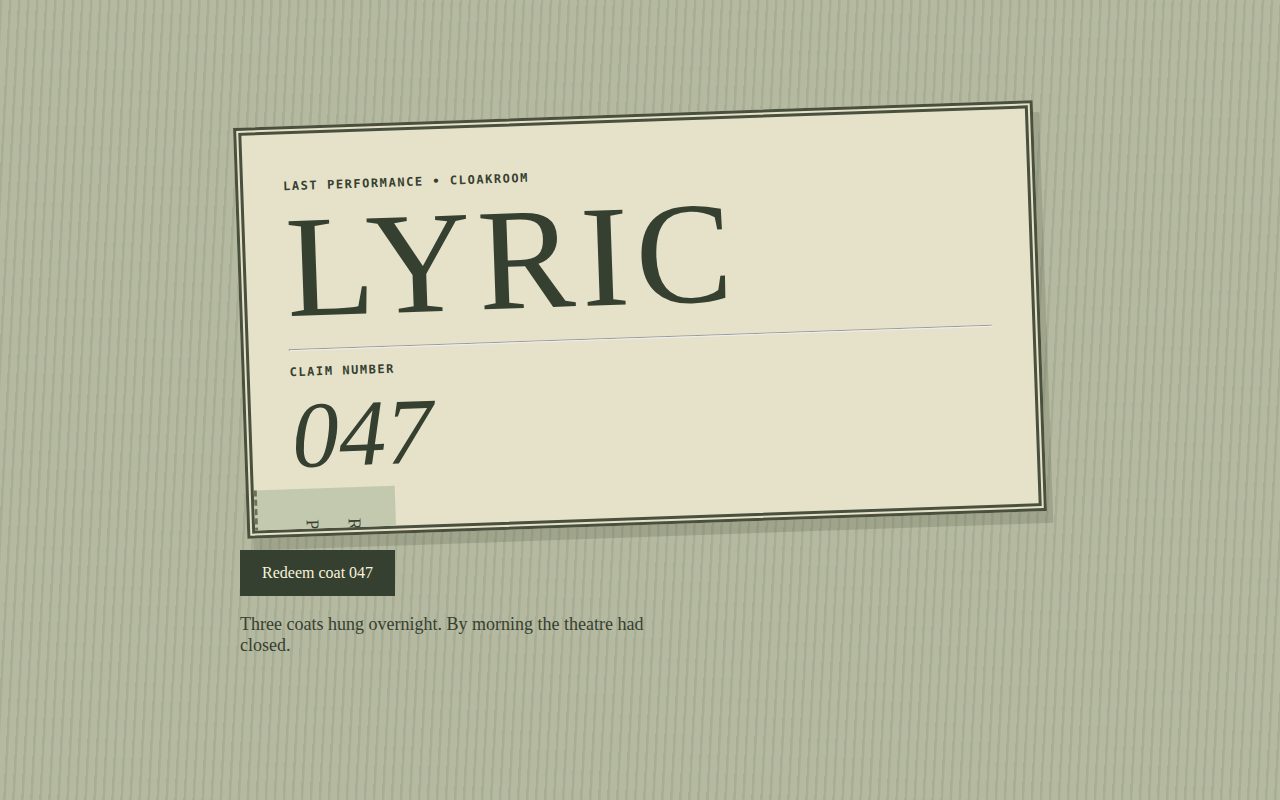 LAST PERFORMANCE • CLOAKROOM
LYRIC
CLAIM NUMBER
047
Redeem coat 047
Three coats hung overnight. By morning the theatre had
closed.